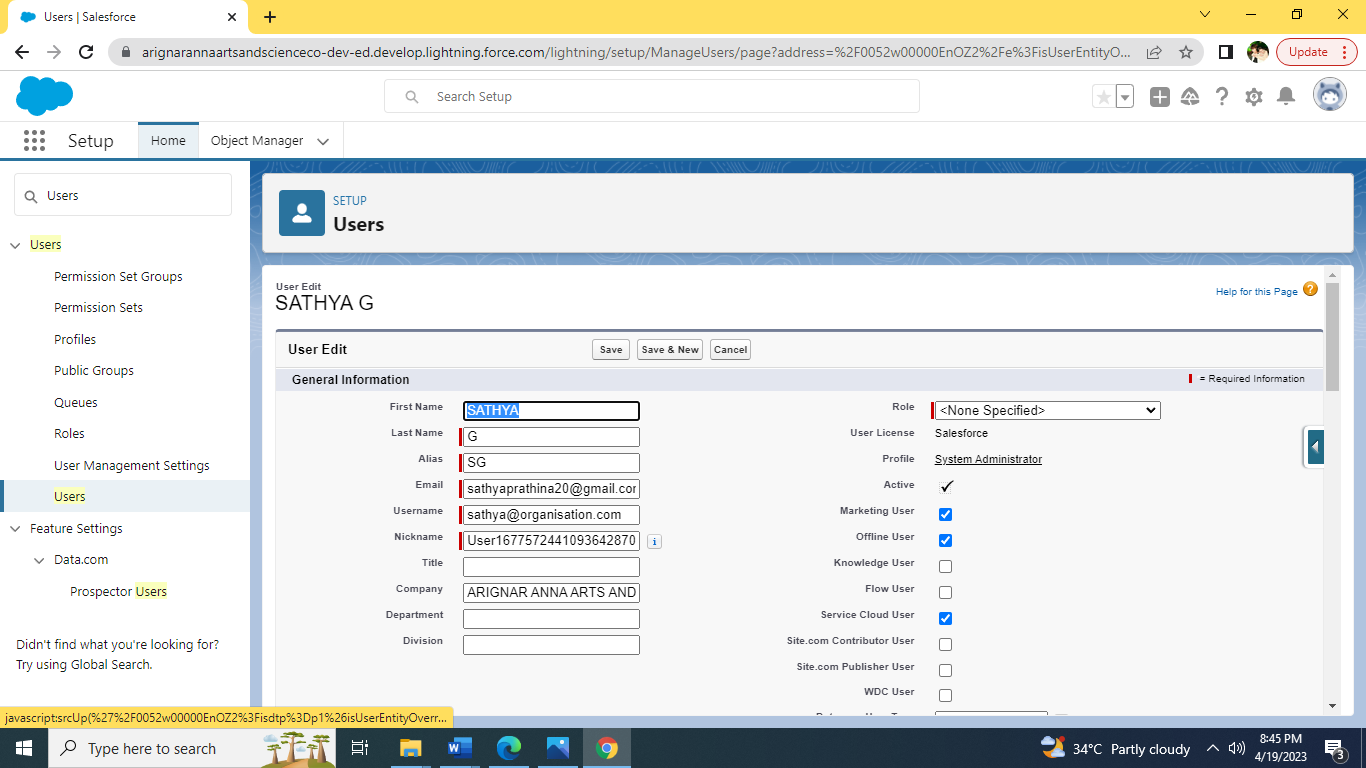 Users | Salesforce
arignarannaartsandscienceco-dev-ed.develop.lightning.force.com/lightning/setup/ManageUsers/page?address=%2F0052w00000EnOZ2%2Fe%3FisUserEntityO...
Update
Search Setup
Setup
Home
Object Manager
Users
Users
Permission Set Groups
Permission Sets
Profiles
Public Groups
Queues
Roles
User Management Settings
Users
Feature Settings
Data.com
Prospector Users
Didn't find what you're looking for?
Try using Global Search.
SETUP
Users
User Edit
SATHYA G
Help for this Page ?
User Edit
Save
Save & New
Cancel
General Information
= Required Information
First Name SATHYA
Last Name G
Alias SG
Email sathyaprathina20@gmail.cor
Username sathya@organisation.com
Nickname User1677572441093642870 i
Title
Company ARIGNAR ANNA ARTS AND
Department
Division
Role <None Specified>
User License Salesforce
Profile System Administrator
Active
Marketing User
Offline User
Knowledge User
Flow User
Service Cloud User
Site.com Contributor User
Site.com Publisher User
WDC User
javascript:srcUp(%27%2F0052w00000EnOZ2%3Fisdtp%3Dp1%26isUserEntityOverr...
Type here to search
34°C Partly cloudy
8:45 PM
4/19/2023
3